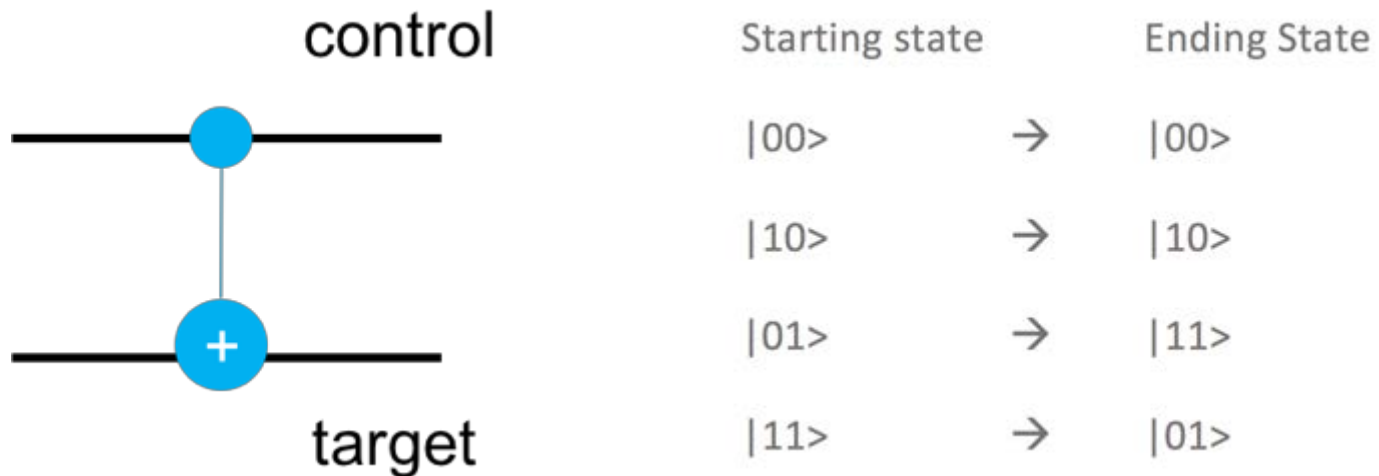 control
+
target
Starting state Ending State
|00> → |00>
|10> → |10>
|01> → |11>
|11> → |01>